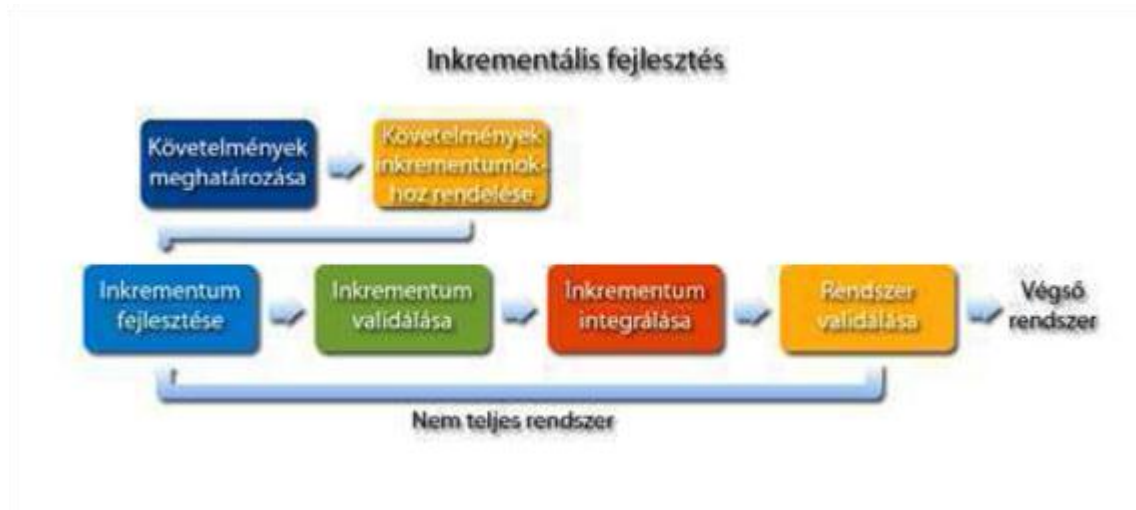 Inkrementális fejlesztés
Követelmények
meghatározása
Követelmények
inkrementumok-
hoz rendelése
Inkrementum
fejlesztése
Inkrementum
validálása
Inkrementum
integrálása
Rendszer
validálása
Végső
rendszer
Nem teljes rendszer